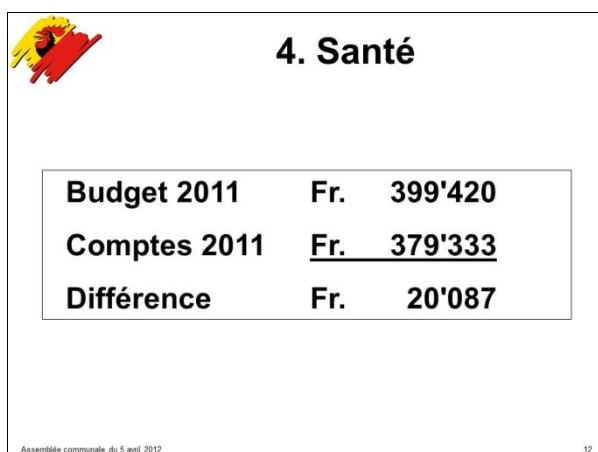 4. Santé
Budget 2011 Fr. 399'420
Comptes 2011 Fr. 379'333
Différence Fr. 20'087
Assemblée communale du 5 avril 2012 12